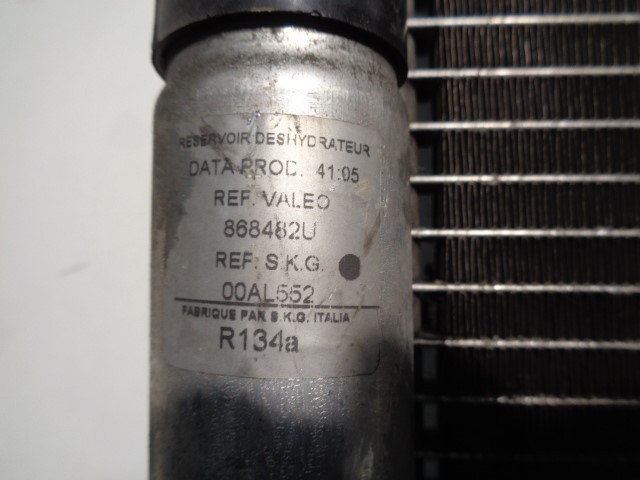 RESERVOIR DESHYDRATEUR
DATA PROD. 41:05
REF. VALEO
868482U
REF. S.K.G.
00AL552
FABRIQUE PAR S.K.G. ITALIA
R134a